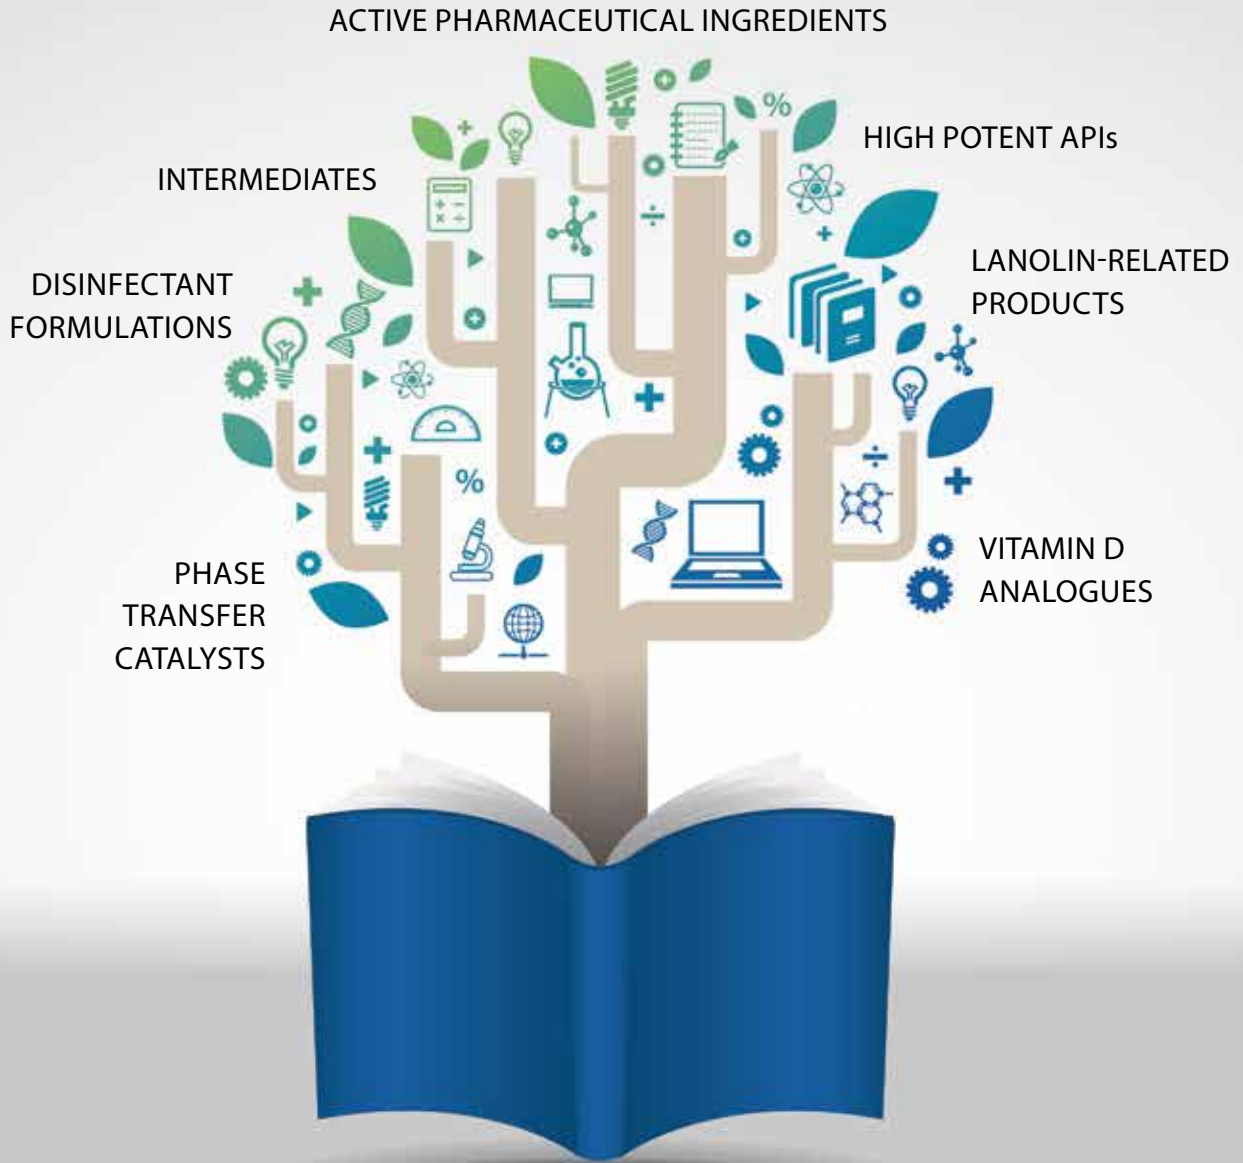 ACTIVE PHARMACEUTICAL INGREDIENTS
HIGH POTENT APIs
INTERMEDIATES
LANOLIN-RELATED
PRODUCTS
DISINFECTANT
FORMULATIONS
%
%
VITAMIN D
ANALOGUES
PHASE
TRANSFER
CATALYSTS